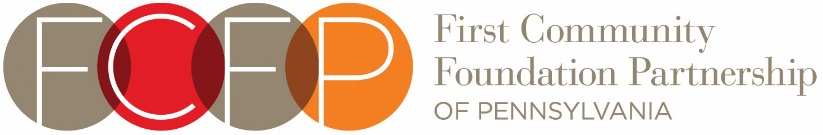 FCFP
First Community
Foundation Partnership
OF PENNSYLVANIA